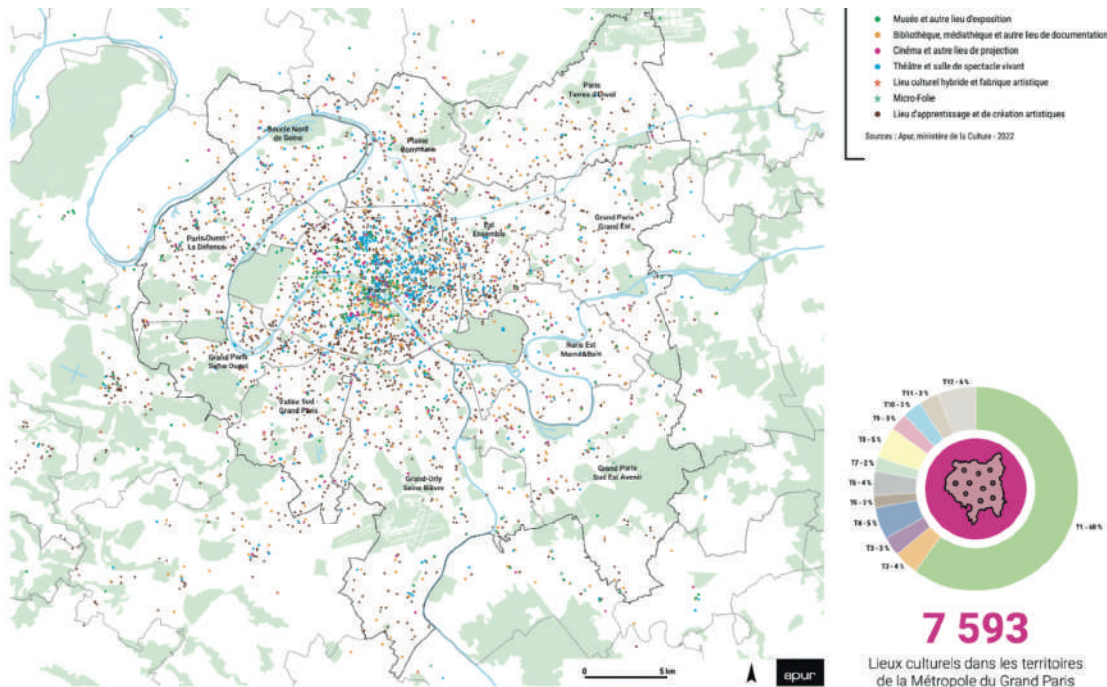 Musée et autre lieu d'exposition
Bibliothèque, médiathèque et autre lieu de documentation
Cinéma et autre lieu de projection
Théâtre et salle de spectacle vivant
Lieu culturel hybride et fabrique artistique
Micro-Folie
Lieu d'apprentissage et de création artistiques
Sources : Apur, ministère de la Culture - 2022
Paris
Terres d'Envol
Boucle Nord
de Seine
Plaine
Commune
Grand Paris
Grand Est
Est
Ensemble
Paris Ouest
La Défense
Paris Est
Marne&Bois
Grand Paris
Seine Ouest
Vallée Sud
Grand Paris
Grand-Orly
Seine Bièvre
Grand Paris
Sud Est Avenir
0
5 km
apur
T12 - 6 %
T11 - 3 %
T10 - 3 %
T9 - 3 %
T8 - 5 %
T7 - 2 %
T6 - 4 %
T4 - 5 %
T3 - 3 %
T2 - 4 %
7 593
Lieux culturels dans les territoires
de la Métropole du Grand Paris